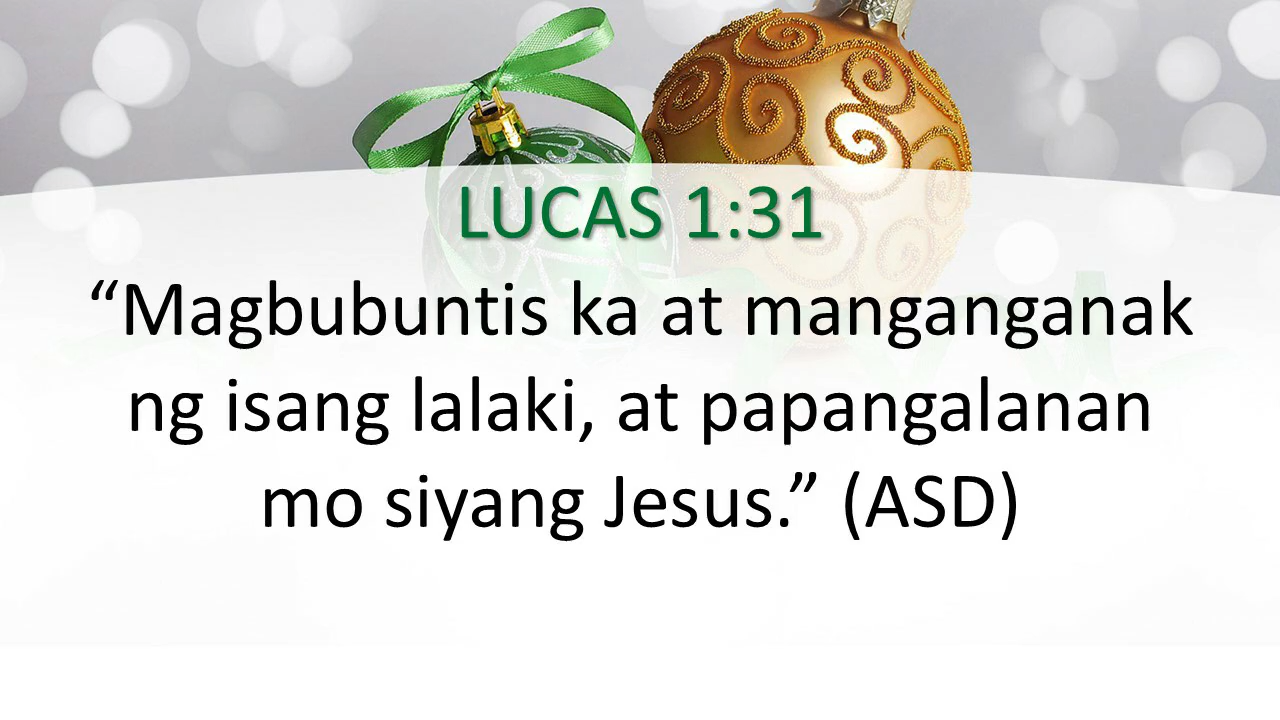 LUCAS 1:31
“Magbubuntis ka at manganganak
ng isang lalaki, at papangalanan
mo siyang Jesus.” (ASD)